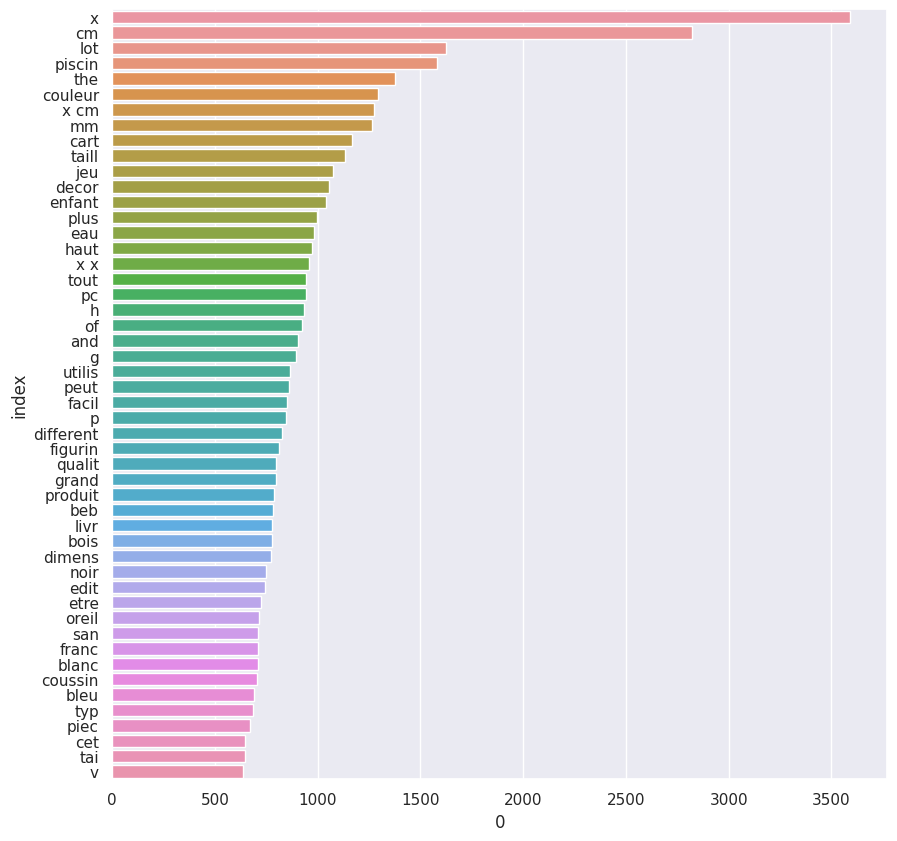 x
cm
lot
piscin
the
couleur
x cm
mm
cart
taill
jeu
decor
enfant
plus
eau
haut
x x
tout
pc
h
of
and
g
utilis
peut
facil
p
different
figurin
qualit
grand
produit
beb
livr
bois
dimens
noir
edit
etre
oreil
san
franc
blanc
coussin
bleu
typ
piec
cet
tai
v
index
0 500 1000 1500 2000 2500 3000 3500
0